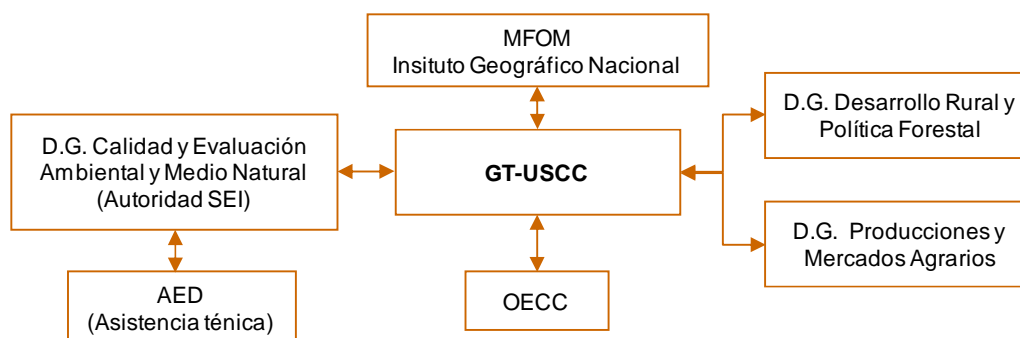 MFOM
Insituto Geográfico Nacional
D.G. Desarrollo Rural y
Política Forestal
D.G. Calidad y Evaluación
Ambiental y Medio Natural
(Autoridad SEI)
GT-USCC
D.G. Producciones y
Mercados Agrarios
AED
(Asistencia ténica)
OECC